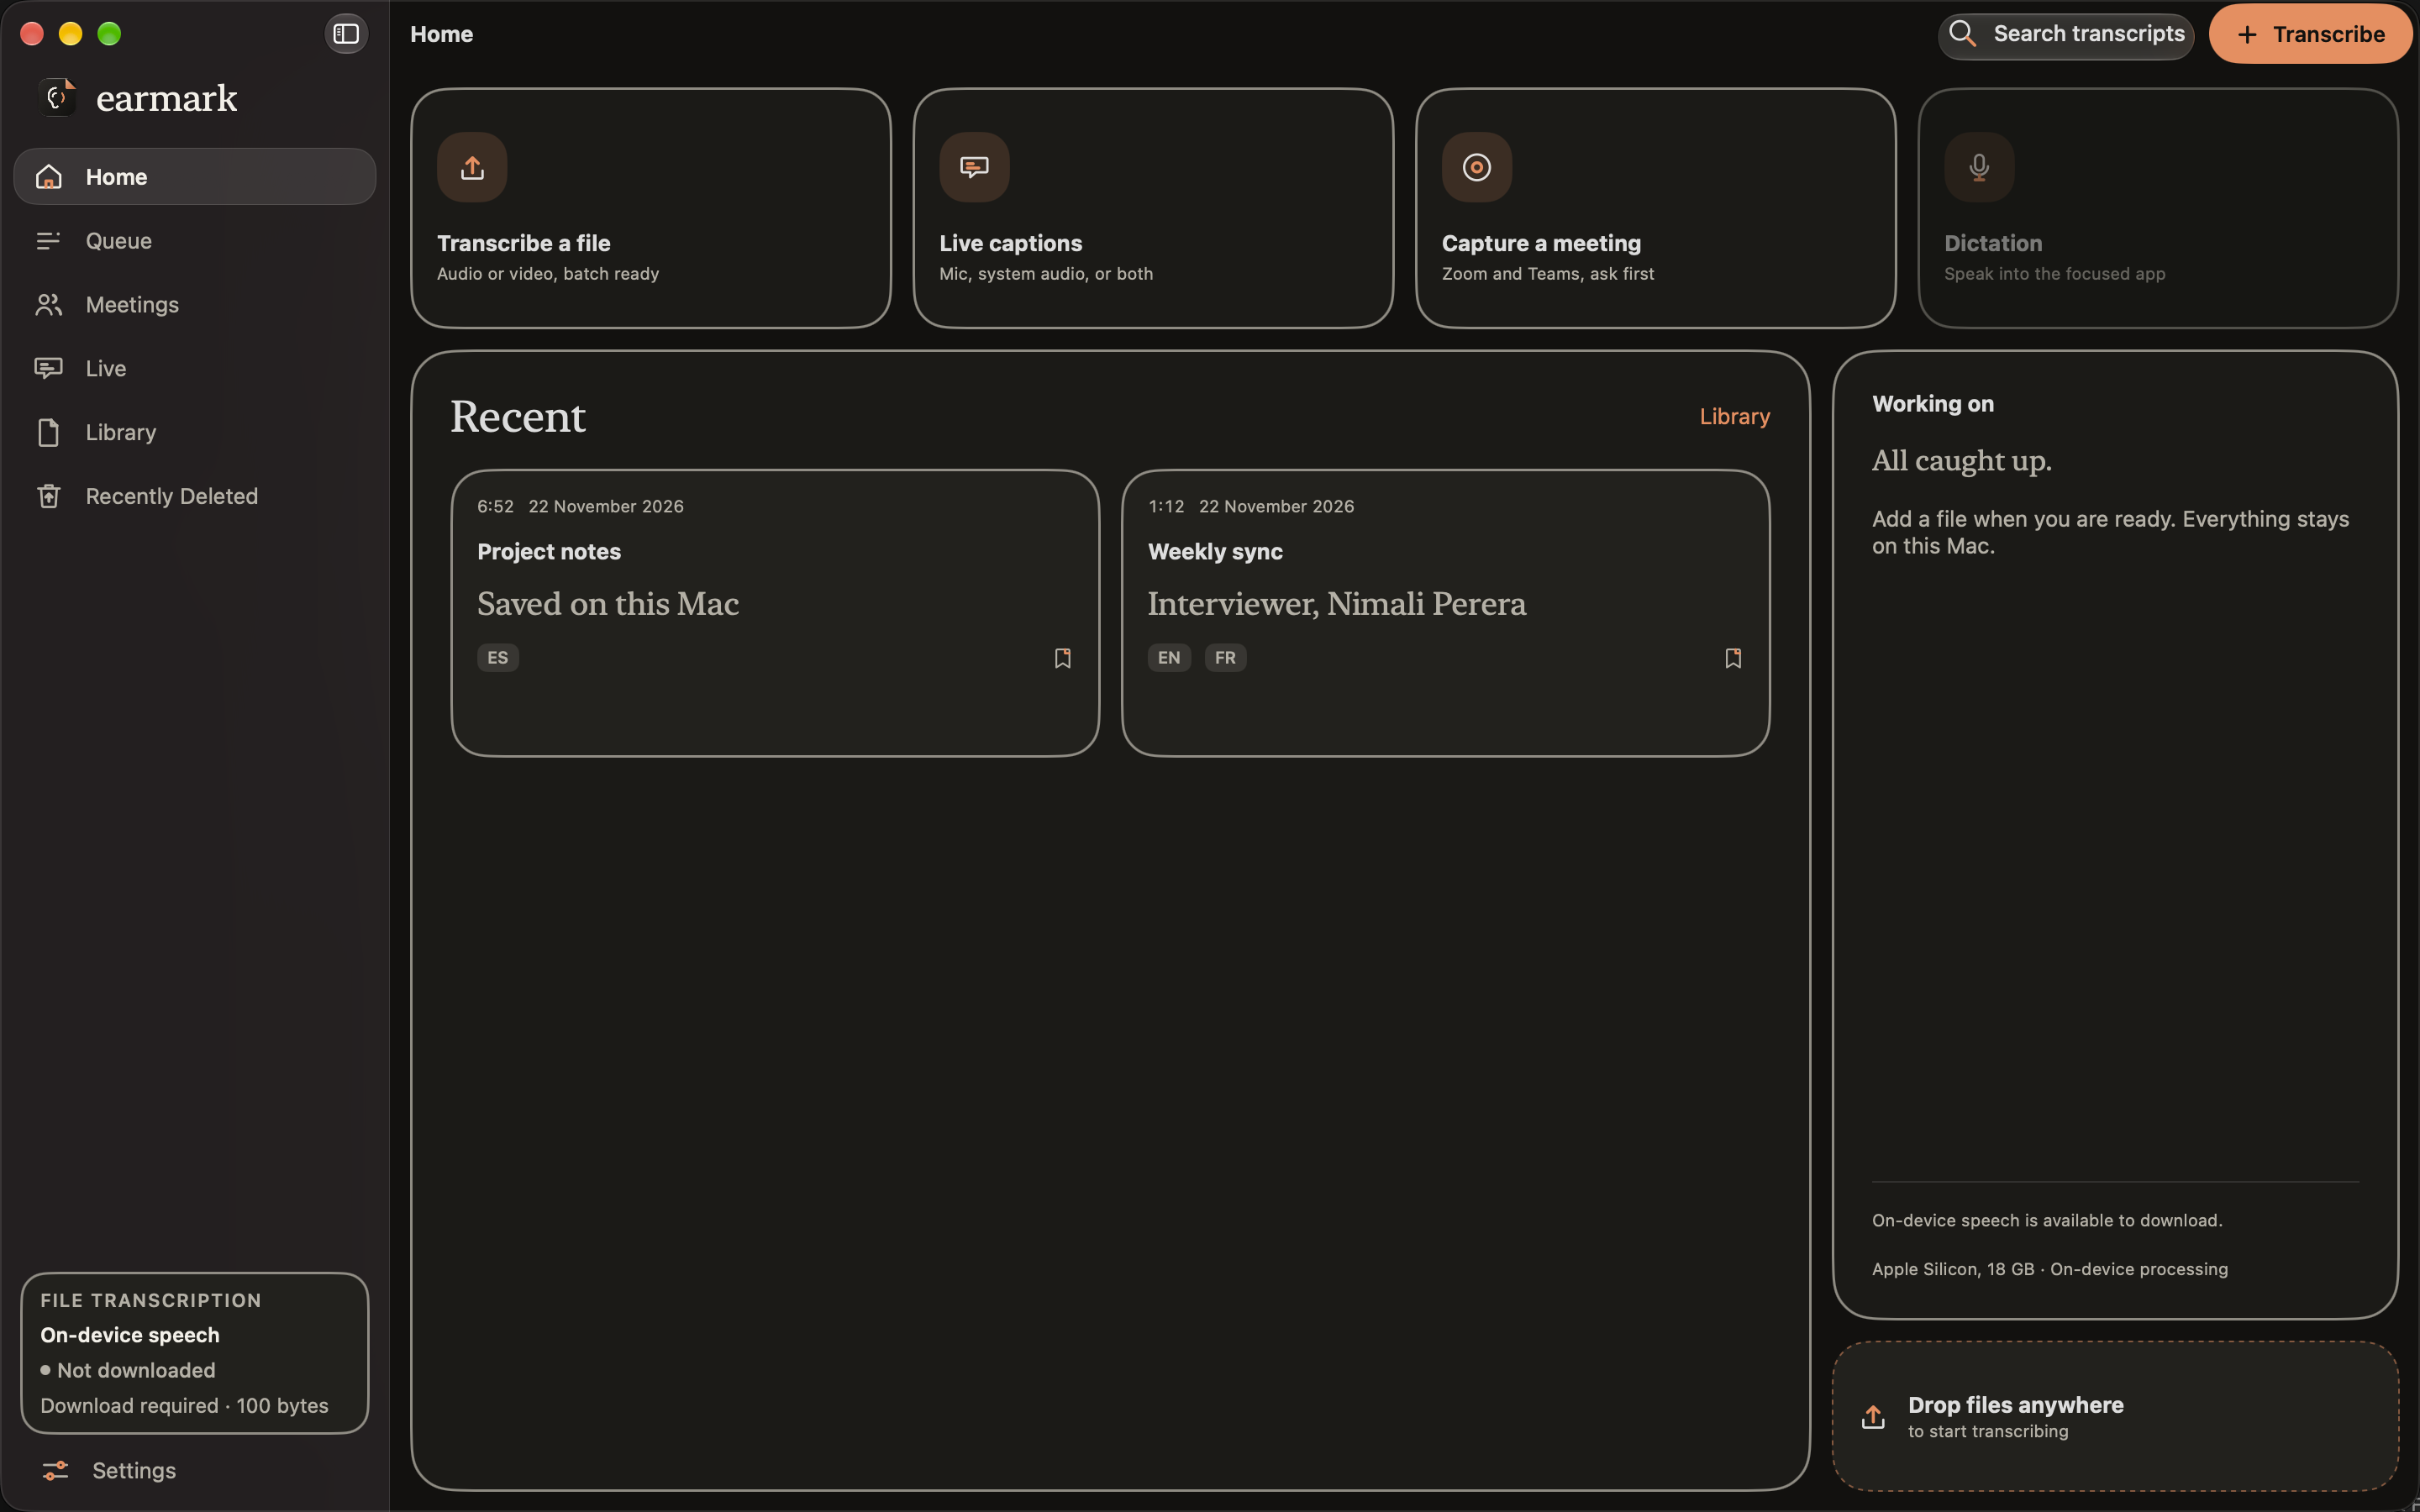 Home
Search transcripts
Transcribe
earmark
Home
Queue
Meetings
Live
Library
Recently Deleted
Transcribe a file
Audio or video, batch ready
Live captions
Mic, system audio, or both
Capture a meeting
Zoom and Teams, ask first
Dictation
Speak into the focused app
Recent
Library
6:52 22 November 2026
Project notes
Saved on this Mac
ES
1:12 22 November 2026
Weekly sync
Interviewer, Nimali Perera
EN FR
Working on
All caught up.
Add a file when you are ready. Everything stays
on this Mac.
On-device speech is available to download.
Apple Silicon, 18 GB · On-device processing
Drop files anywhere
to start transcribing
FILE TRANSCRIPTION
On-device speech
Not downloaded
Download required · 100 bytes
Settings